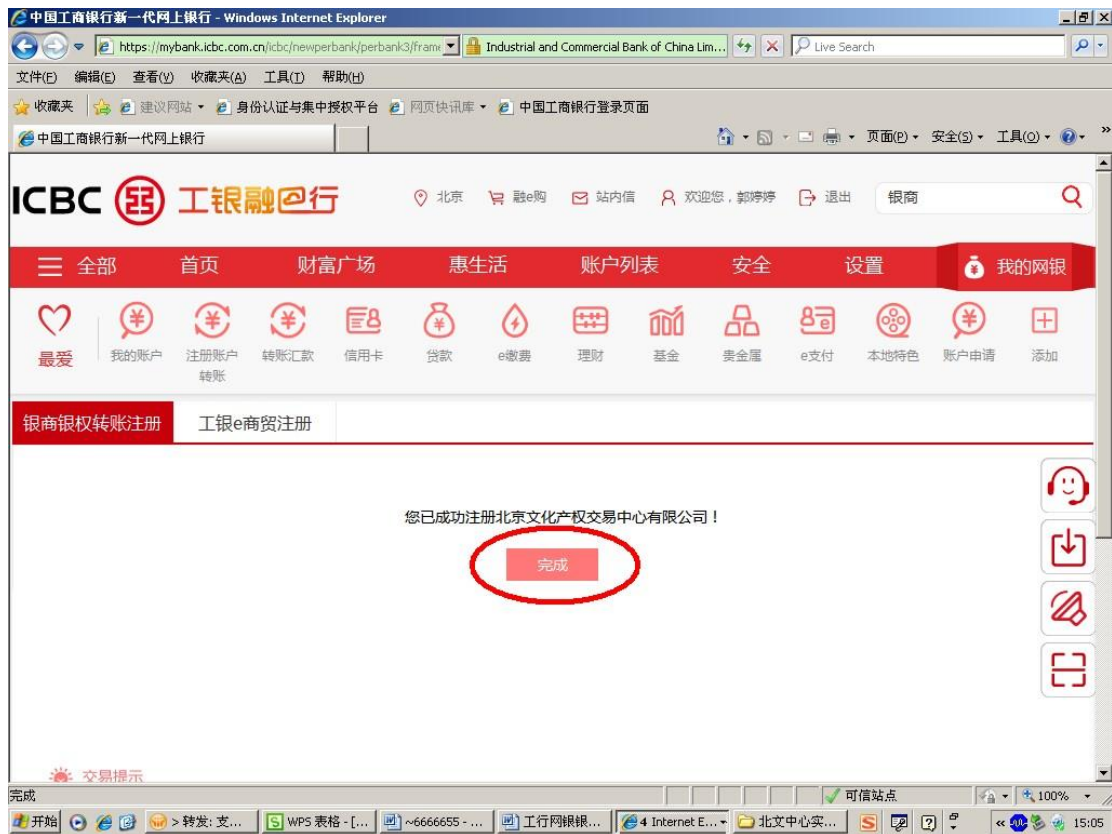 中国工商银行新一代网上银行 - Windows Internet Explorer
https://mybank.icbc.com.cn/icbc/newperbank/perbank3/frame Industrial and Commercial Bank of China Lim... Live Search
文件(F) 编辑(E) 查看(V) 收藏夹(A) 工具(T) 帮助(H)
收藏夹 建议网站 身份认证与集中授权平台 网页快讯库 中国工商银行登录页面
中国工商银行新一代网上银行 页面(P) 安全(S) 工具(O) »
ICBC 工银融e行 北京 融e购 站内信 欢迎您，郭婷婷 退出 银商
全部 首页 财富广场 惠生活 账户列表 安全 设置 我的网银
最爱 我的账户 注册账户 转账汇款 信用卡 贷款 e缴费 理财 基金 贵金属 e支付 本地特色 账户申请 添加
转账
银商银权转账注册 工银e商贸注册
您已成功注册北京文化产权交易中心有限公司！
完成
交易提示
完成 可信站点 100%
开始 > 转发: 支... WPS 表格 - [... ~6666655 - ... 工行网银银... 4 Internet E... 北文中心实... « 15:05